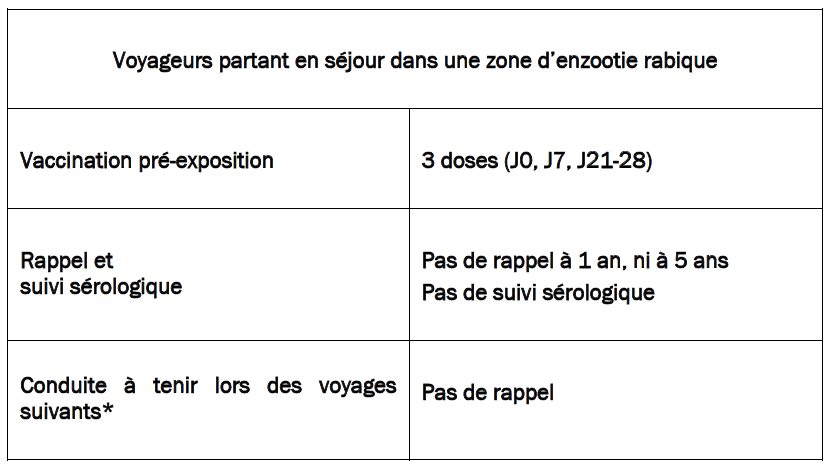 Voyageurs partant en séjour dans une zone d'enzootie rabique
Vaccination pré-exposition
3 doses (J0, J7, J21-28)
Rappel et
suivi sérologique
Pas de rappel à 1 an, ni à 5 ans
Pas de suivi sérologique
Conduite à tenir lors des voyages
suivants*
Pas de rappel